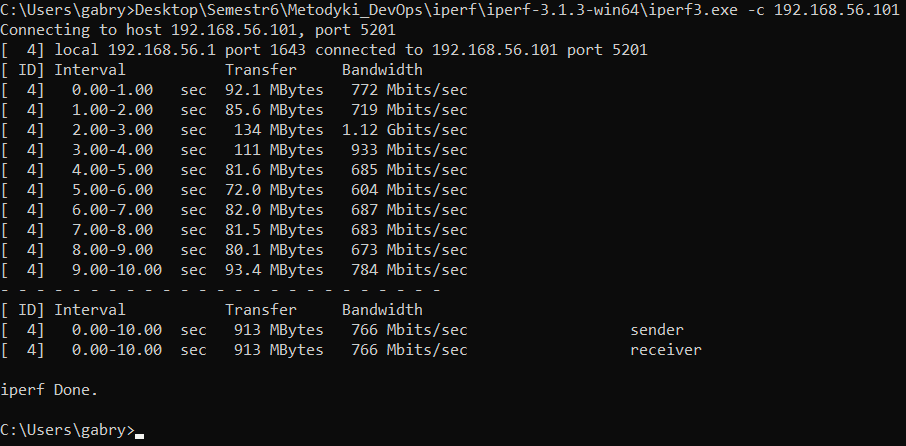 C:\Users\gabry>Desktop\Semestr6\Metodyki_DevOps\iperf\iperf-3.1.3-win64\iperf3.exe -c 192.168.56.101
Connecting to host 192.168.56.101, port 5201
[  4] local 192.168.56.1 port 1643 connected to 192.168.56.101 port 5201
[ ID] Interval           Transfer     Bandwidth
[  4]   0.00-1.00   sec  92.1 MBytes   772 Mbits/sec
[  4]   1.00-2.00   sec  85.6 MBytes   719 Mbits/sec
[  4]   2.00-3.00   sec   134 MBytes  1.12 Gbits/sec
[  4]   3.00-4.00   sec   111 MBytes   933 Mbits/sec
[  4]   4.00-5.00   sec  81.6 MBytes   685 Mbits/sec
[  4]   5.00-6.00   sec  72.0 MBytes   604 Mbits/sec
[  4]   6.00-7.00   sec  82.0 MBytes   687 Mbits/sec
[  4]   7.00-8.00   sec  81.5 MBytes   683 Mbits/sec
[  4]   8.00-9.00   sec  80.1 MBytes   673 Mbits/sec
[  4]   9.00-10.00  sec  93.4 MBytes   784 Mbits/sec
- - - - - - - - - - - - - - - - - - - - - - - - -
[ ID] Interval           Transfer     Bandwidth
[  4]   0.00-10.00  sec   913 MBytes   766 Mbits/sec                  sender
[  4]   0.00-10.00  sec   913 MBytes   766 Mbits/sec                  receiver
iperf Done.
C:\Users\gabry>